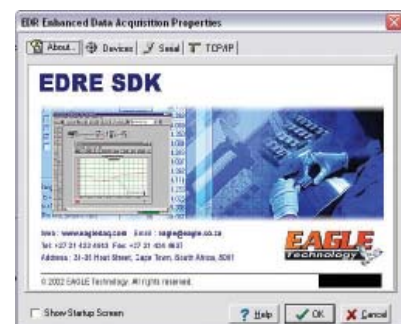 EDR Enhanced Data Acquisition Properties
About... Devices Serial TCP/IP
EDRE SDK
Web: www.eagledaq.com Email: eagle@eagle.co.za
Tel: +27 21 423 4943 Fax: +27 21 424 4637
Address: 31-35 Hout Street, Cape Town, South Africa, 8001
EAGLE
Technology
© 2002 EAGLE Technology. All rights reserved.
Show Startup Screen
? Help OK Cancel